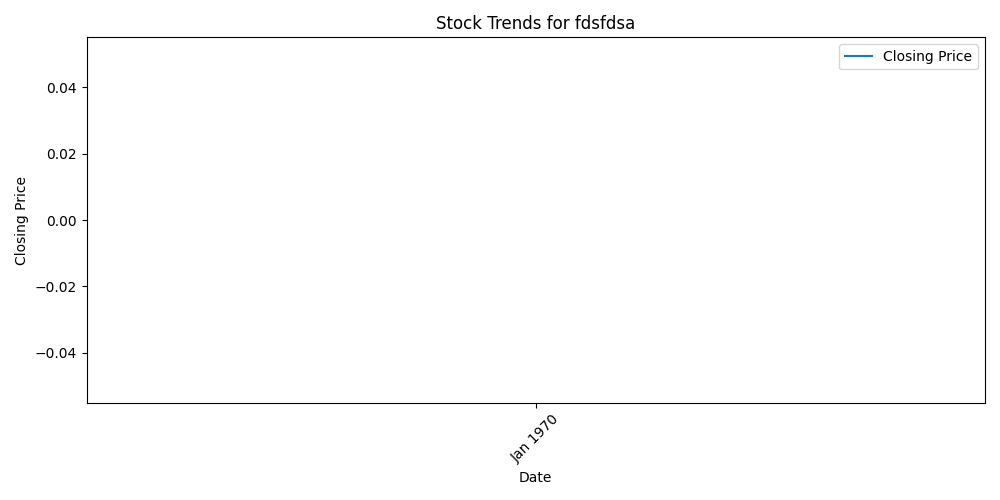 Stock Trends for fdsfdsa
Closing Price
0.04
0.02
0.00
−0.02
−0.04
Closing Price
Jan 1970
Date